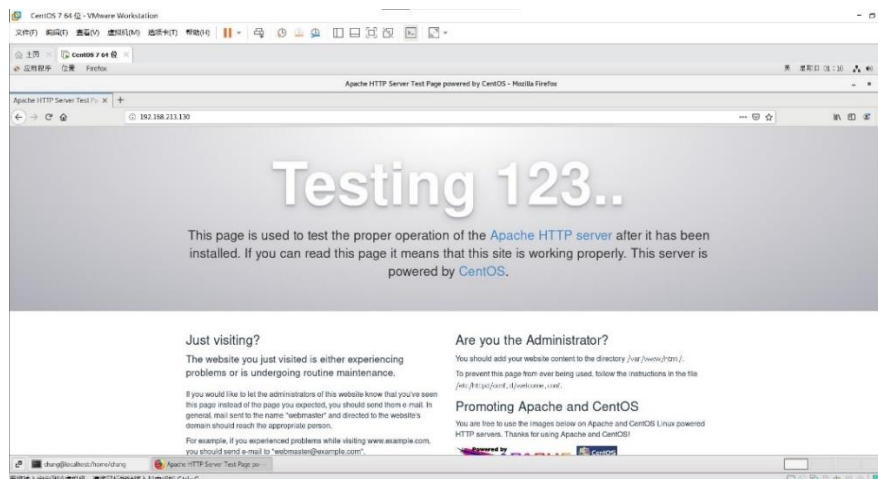 CentOS 7 64 位 - VMware Workstation
文件(F) 编辑(E) 查看(V) 虚拟机(M) 选项卡(T) 帮助(H)
主页 CentOS 7 64 位
应用程序 位置 Firefox
Apache HTTP Server Test Page powered by CentOS - Mozilla Firefox
Apache HTTP Server Test
192.168.213.130
Testing 123..
This page is used to test the proper operation of the Apache HTTP server after it has been
installed. If you can read this page it means that this site is working properly. This server is
powered by CentOS.
Just visiting?
The website you just visited is either experiencing
problems or is undergoing routine maintenance.
If you would like to let the administrators of this website know that you've seen
this page instead of the page you expected, you should send them e-mail. In
general, mail sent to the name "webmaster" and directed to the website's
domain should reach the appropriate person.
For example, if you experienced problems while visiting www.example.com,
you should send e-mail to "webmaster@example.com".
Are you the Administrator?
You should add your website content to the directory /var/www/html/.
To prevent this page from ever being used, follow the instructions in the file
/etc/httpd/conf.d/welcome.conf.
Promoting Apache and CentOS
You are free to use the images below on Apache and CentOS Linux powered
HTTP servers. Thanks for using Apache and CentOS!
Powered by
CentOS
Apache HTTP Server Test Page po